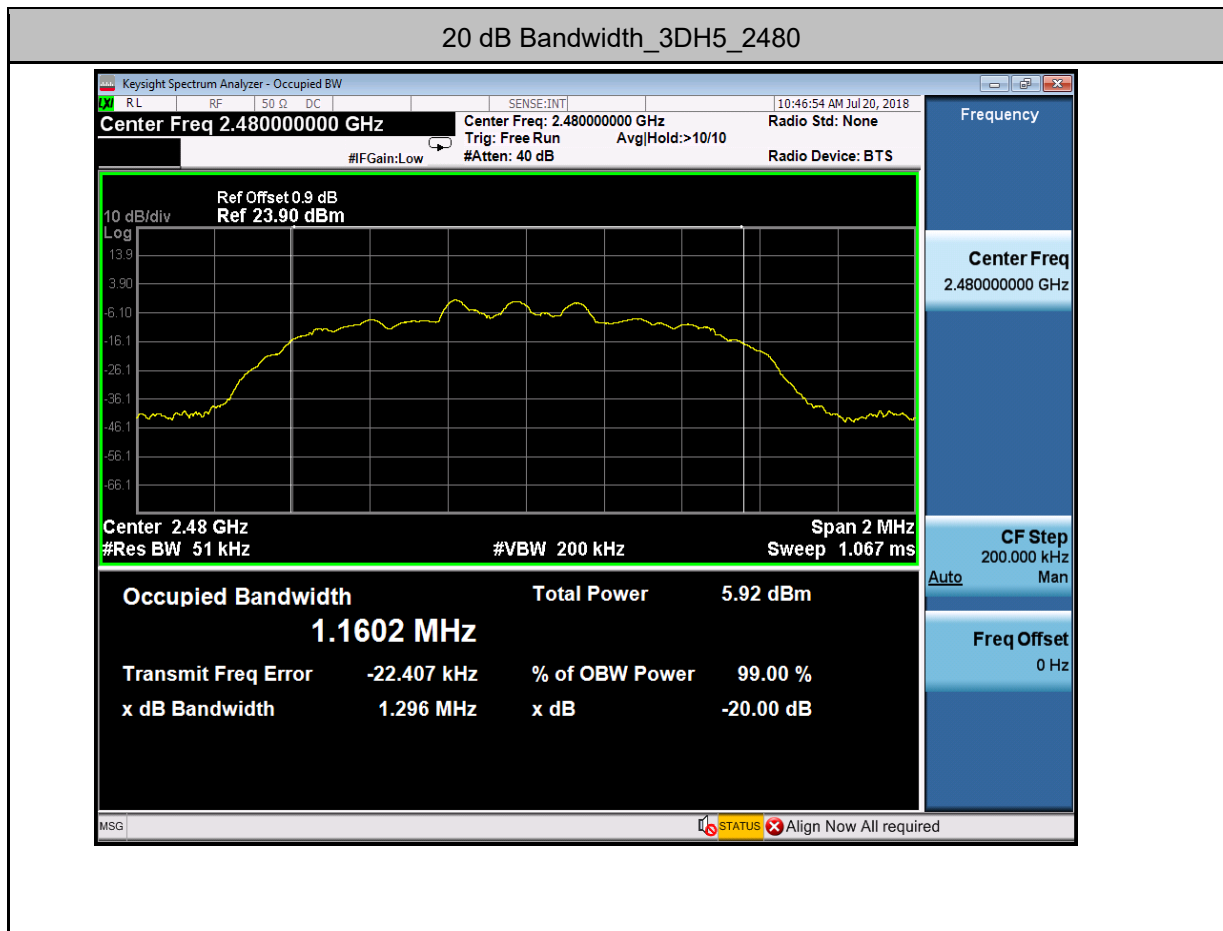 20 dB Bandwidth_3DH5_2480
Keysight Spectrum Analyzer - Occupied BW
LXI RL RF 50 Ω DC SENSE:INT 10:46:54 AM Jul 20, 2018
Center Freq 2.480000000 GHz
Center Freq: 2.480000000 GHz
Radio Std: None
Trig: Free Run Avg|Hold:>10/10
#IFGain:Low
#Atten: 40 dB
Radio Device: BTS
Frequency
Ref Offset 0.9 dB
10 dB/div Ref 23.90 dBm
Log
13.9
3.90
-6.10
-16.1
-26.1
-36.1
-46.1
-56.1
-66.1
Center 2.48 GHz Span 2 MHz
#Res BW 51 kHz #VBW 200 kHz Sweep 1.067 ms
Occupied Bandwidth
1.1602 MHz
Total Power 5.92 dBm
Transmit Freq Error -22.407 kHz % of OBW Power 99.00 %
x dB Bandwidth 1.296 MHz x dB -20.00 dB
Center Freq
2.480000000 GHz
CF Step
200.000 kHz
Auto Man
Freq Offset
0 Hz
MSG STATUS Align Now All required